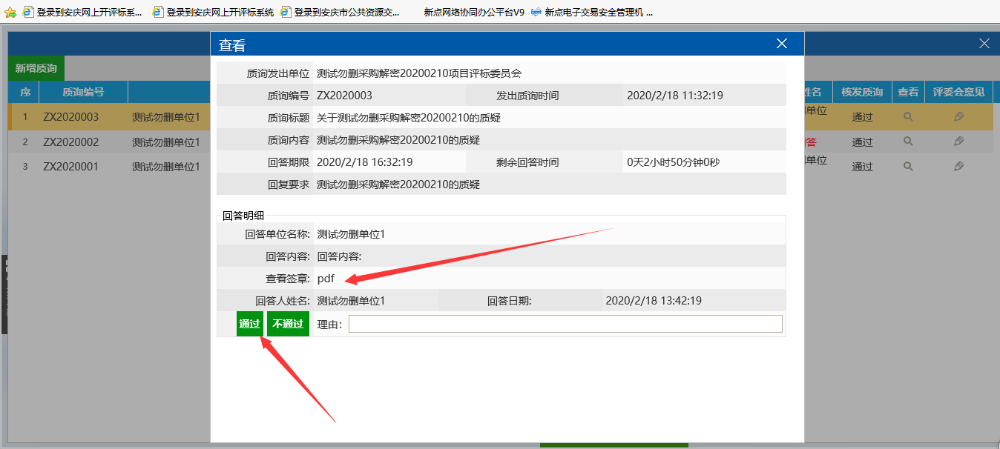 登录到安庆网上开评标系... 登录到安庆网上开评标系统 登录到安庆市公共资源交... 新点网络协同办公平台V9 新点电子交易安全管理机 ...
查看
新增质询
序 质询编号 姓名 核发质询 查看 评委会意见
1 ZX2020003 测试勿删单位1 单位 通过
2 ZX2020002 测试勿删单位1 答 通过
3 ZX2020001 测试勿删单位1 单位 通过
质询发出单位 测试勿删采购解密20200210项目评标委员会
质询编号 ZX2020003 发出质询时间 2020/2/18 11:32:19
质询标题 关于测试勿删采购解密20200210的质疑
质询内容 测试勿删采购解密20200210的质疑
回答期限 2020/2/18 16:32:19 剩余回答时间 0天2小时50分钟0秒
回复要求 测试勿删采购解密20200210的质疑
回答明细
回答单位名称: 测试勿删单位1
回答内容: 回答内容:
查看签章: pdf
回答人姓名: 测试勿删单位1 回答日期: 2020/2/18 13:42:19
通过 不通过 理由: